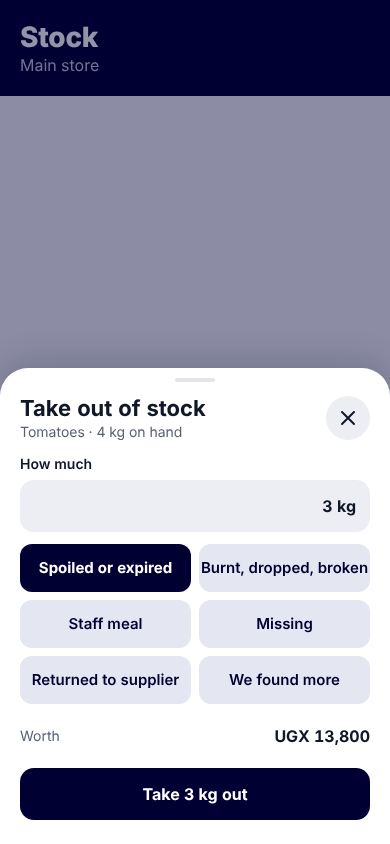 Stock
Main store
Take out of stock
Tomatoes · 4 kg on hand
How much
3 kg
Spoiled or expired
Burnt, dropped, broken
Staff meal
Missing
Returned to supplier
We found more
Worth
UGX 13,800
Take 3 kg out